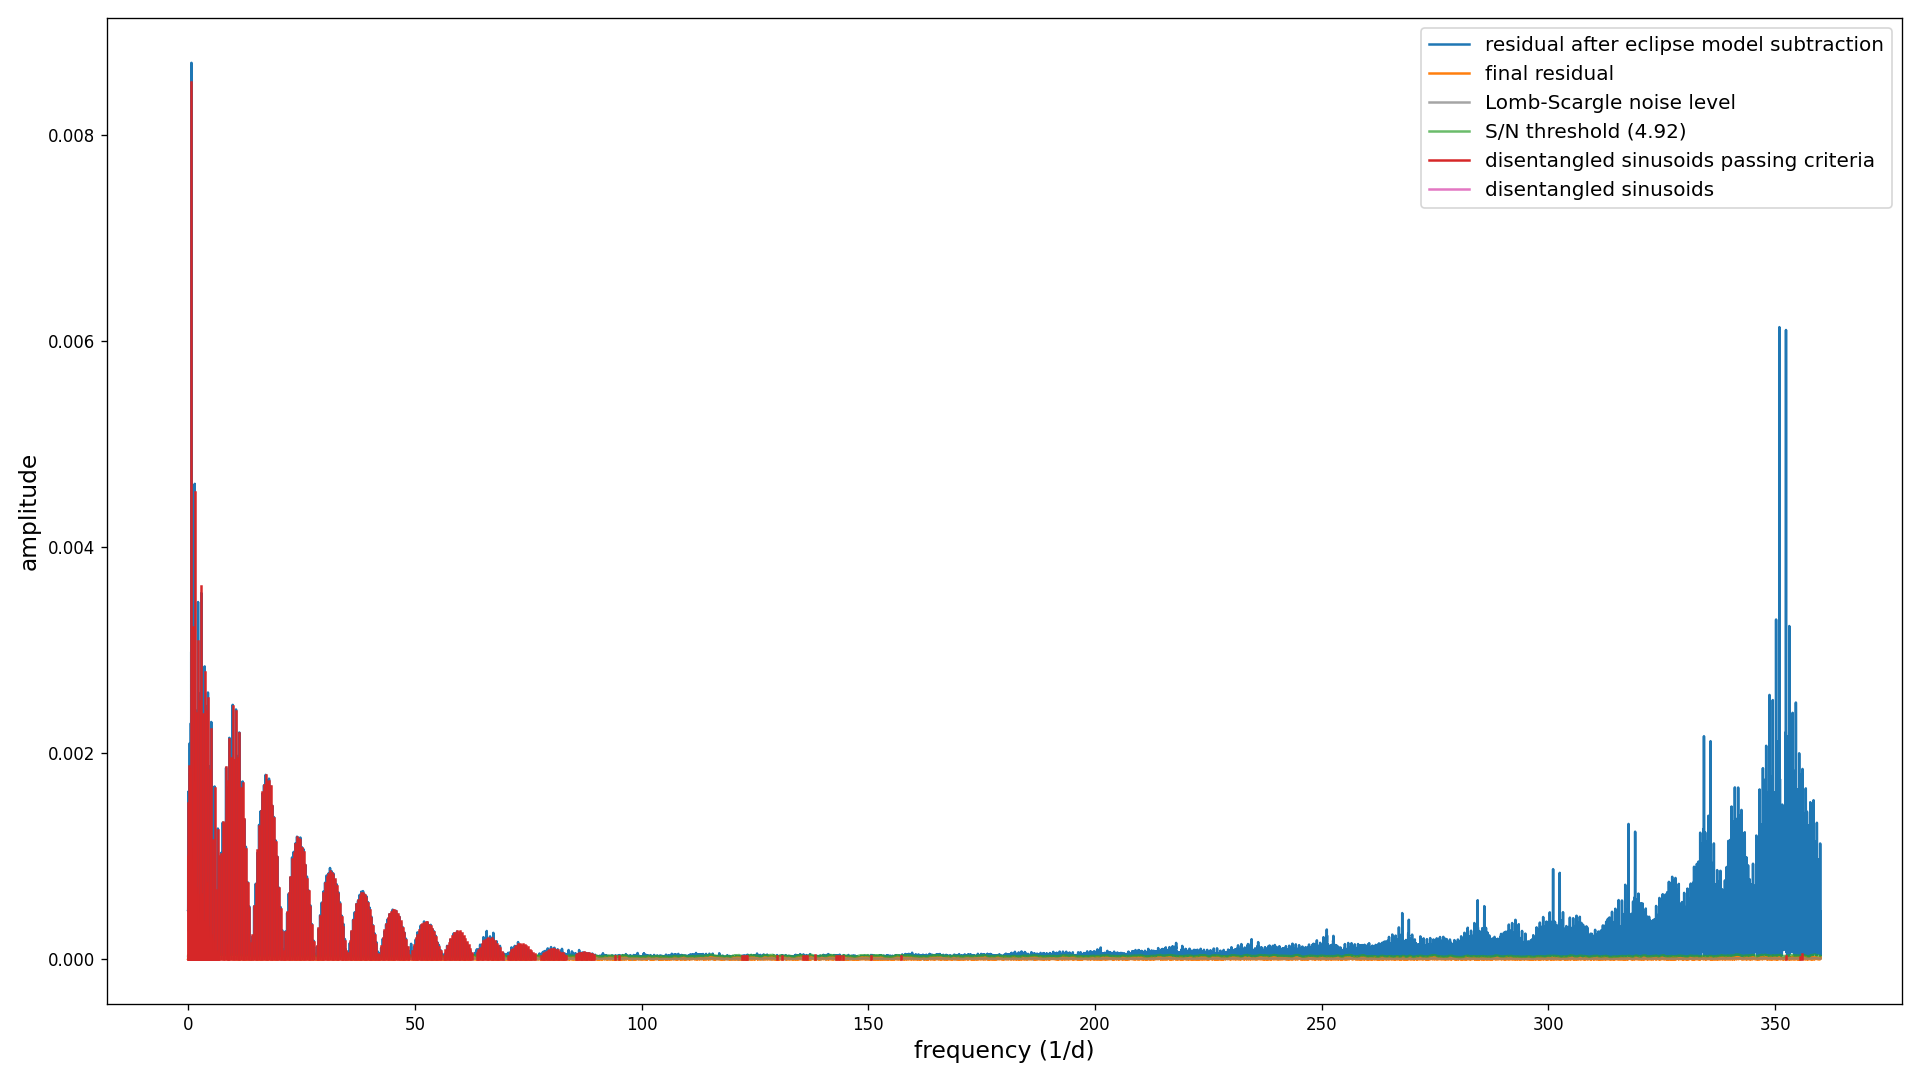 residual after eclipse model subtraction
final residual
Lomb-Scargle noise level
S/N threshold (4.92)
disentangled sinusoids passing criteria
disentangled sinusoids
amplitude
0.008
0.006
0.004
0.002
0.000
0 50 100 150 200 250 300 350
frequency (1/d)